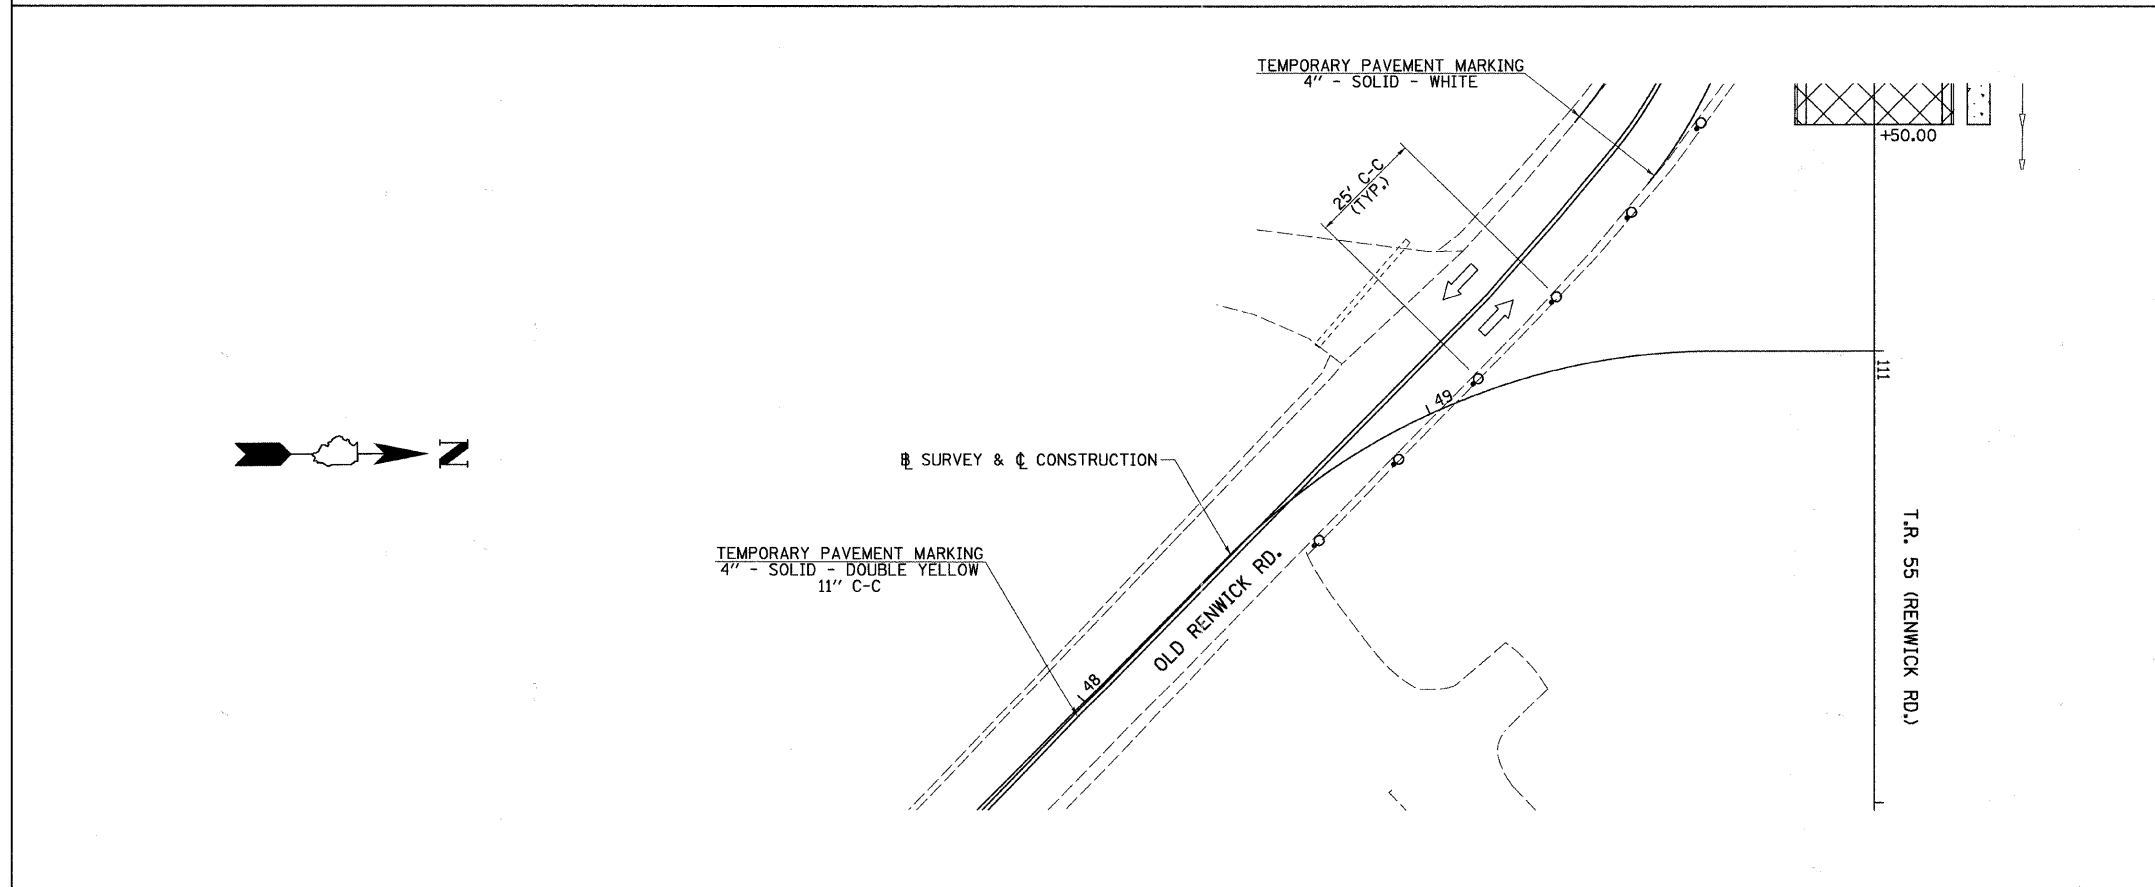 TEMPORARY PAVEMENT MARKING
4" - SOLID - WHITE
+50.00
25' C-C
(TYP.)
111
49
N
℄ SURVEY & ℄ CONSTRUCTION
TEMPORARY PAVEMENT MARKING
4" - SOLID - DOUBLE YELLOW
11" C-C
OLD RENWICK RD.
48
T.R. 55 (RENWICK RD.)